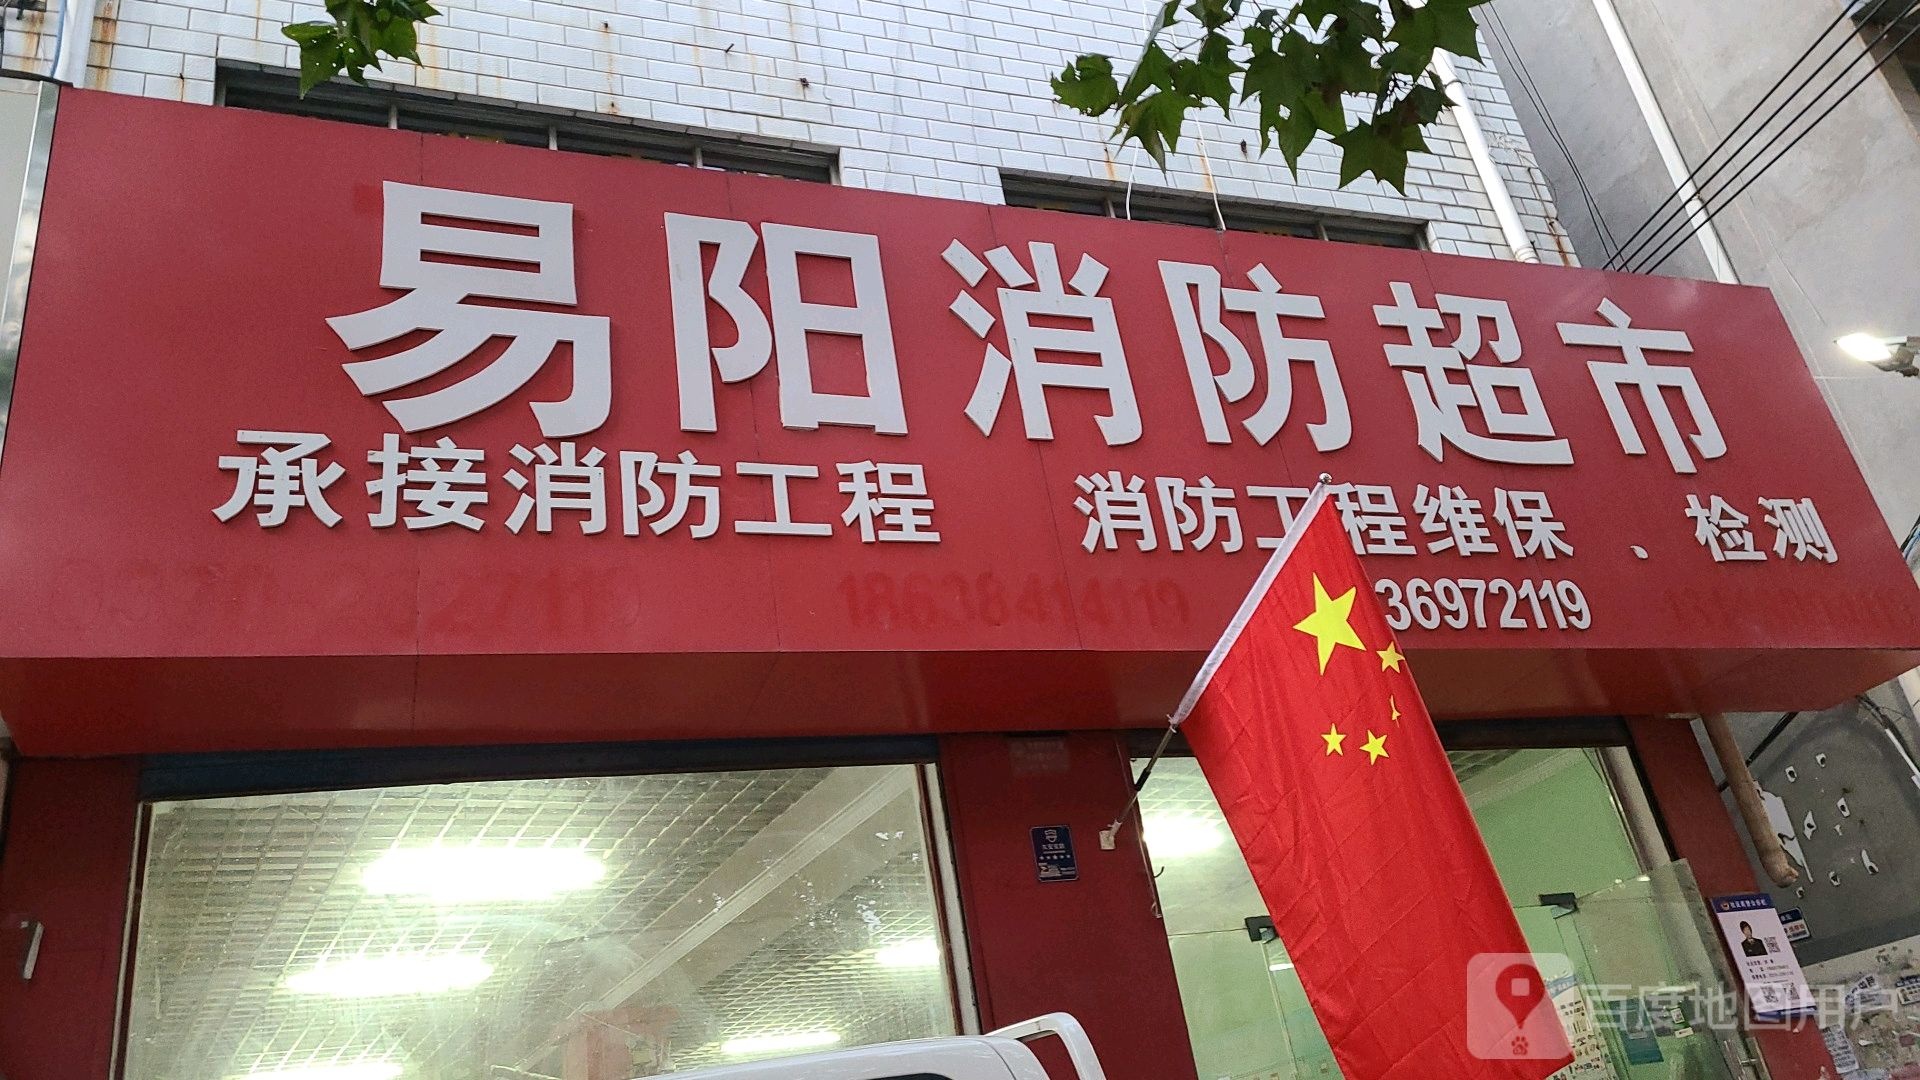 易阳消防超市
承接消防工程 消防工程维保、检测
18638414119 36972119
百度地图用户